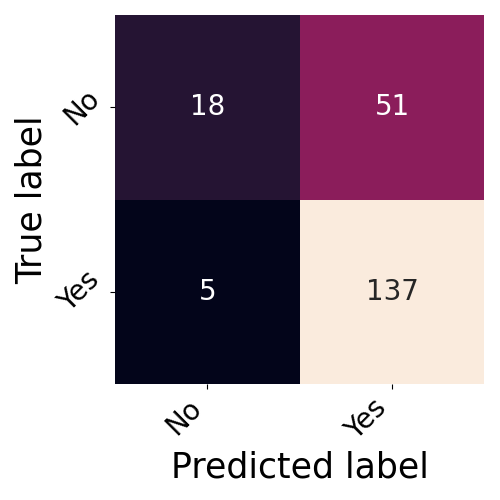 No
18
51
True label
Yes
5
137
No
Yes
Predicted label